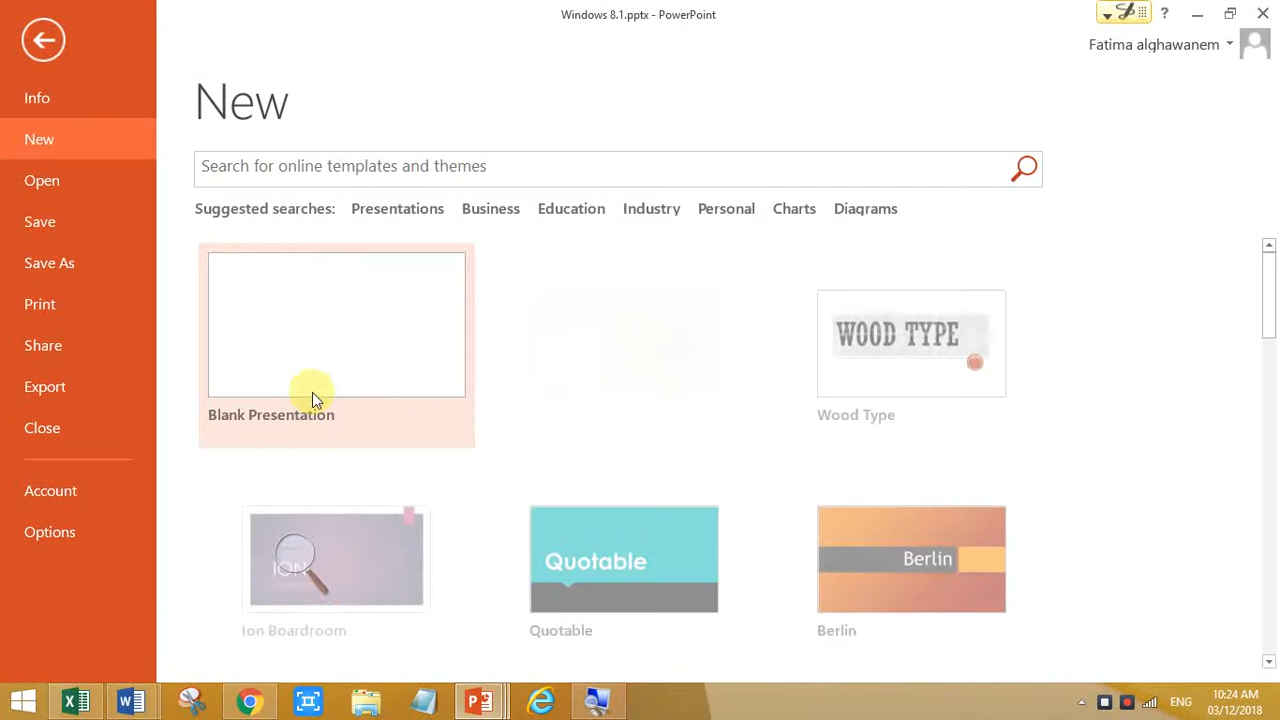 Windows 8.1.pptx - PowerPoint
?
Fatima alghawanem
Info
New
Open
Save
Save As
Print
Share
Export
Close
Account
Options
New
Search for online templates and themes
Suggested searches: Presentations Business Education Industry Personal Charts Diagrams
WOOD TYPE
Blank Presentation
Wood Type
ION
Quotable
Berlin
Ion Boardroom
Quotable
Berlin
ENG
10:24 AM
03/12/2018